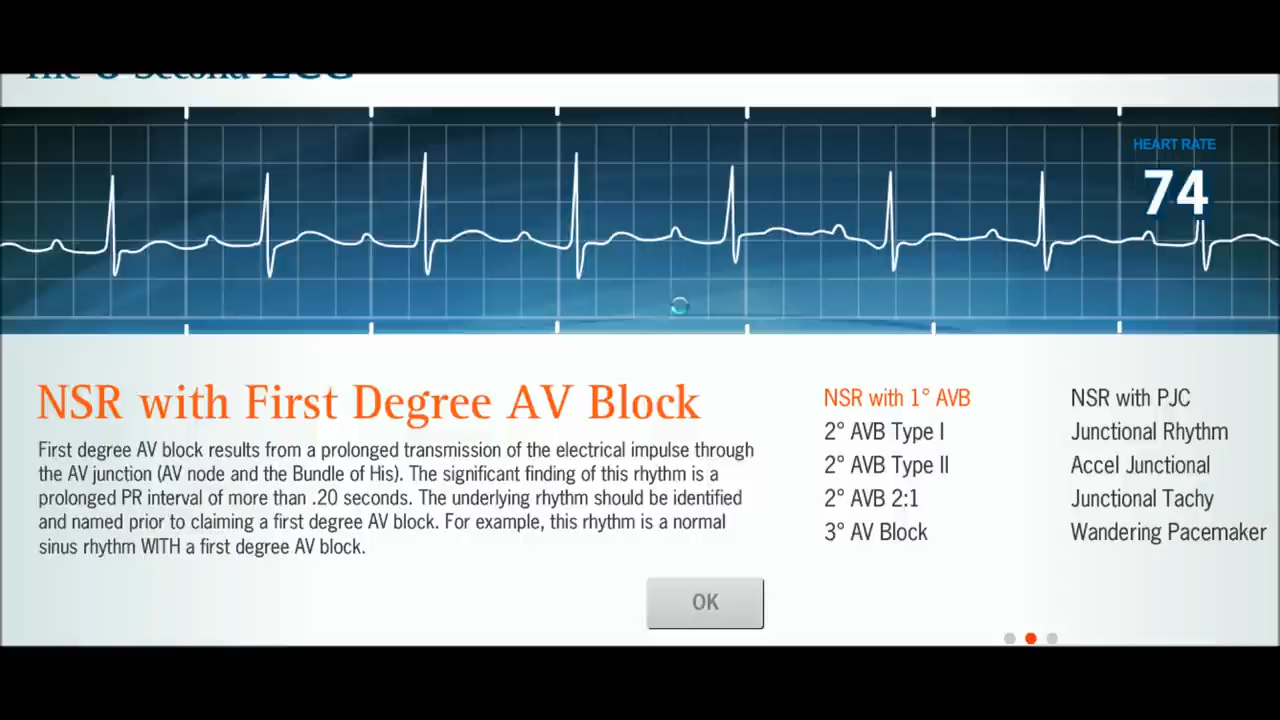 The 6 Second ECG
HEART RATE
74
NSR with First Degree AV Block
First degree AV block results from a prolonged transmission of the electrical impulse through
the AV junction (AV node and the Bundle of His). The significant finding of this rhythm is a
prolonged PR interval of more than .20 seconds. The underlying rhythm should be identified
and named prior to claiming a first degree AV block. For example, this rhythm is a normal
sinus rhythm WITH a first degree AV block.
OK
NSR with 1° AVB
2° AVB Type I
2° AVB Type II
2° AVB 2:1
3° AV Block
NSR with PJC
Junctional Rhythm
Accel Junctional
Junctional Tachy
Wandering Pacemaker